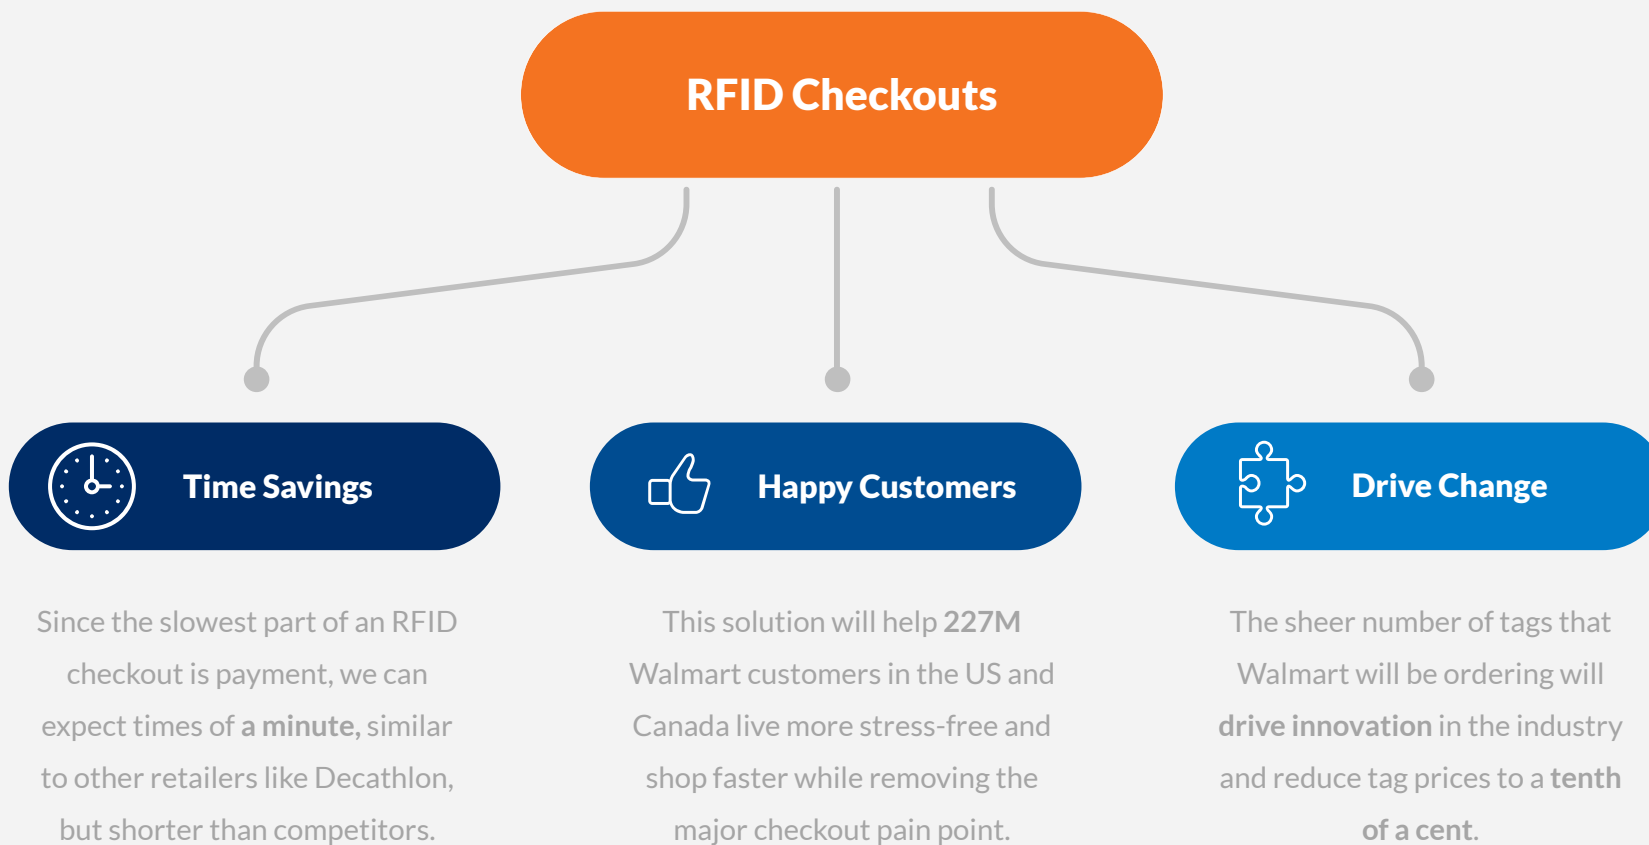 RFID Checkouts
Time Savings
Since the slowest part of an RFID
checkout is payment, we can
expect times of a minute, similar
to other retailers like Decathlon,
but shorter than competitors.
Happy Customers
This solution will help 227M
Walmart customers in the US and
Canada live more stress-free and
shop faster while removing the
major checkout pain point.
Drive Change
The sheer number of tags that
Walmart will be ordering will
drive innovation in the industry
and reduce tag prices to a tenth
of a cent.